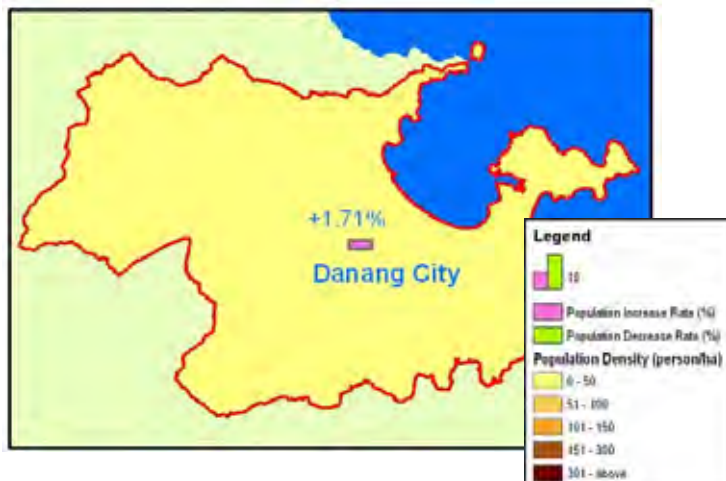 +1.71%
Danang City
Legend
10
Population Increase Rate (%)
Population Decrease Rate (%)
Population Density (person/ha)
0 - 50
51 - 100
101 - 150
151 - 300
301 - above